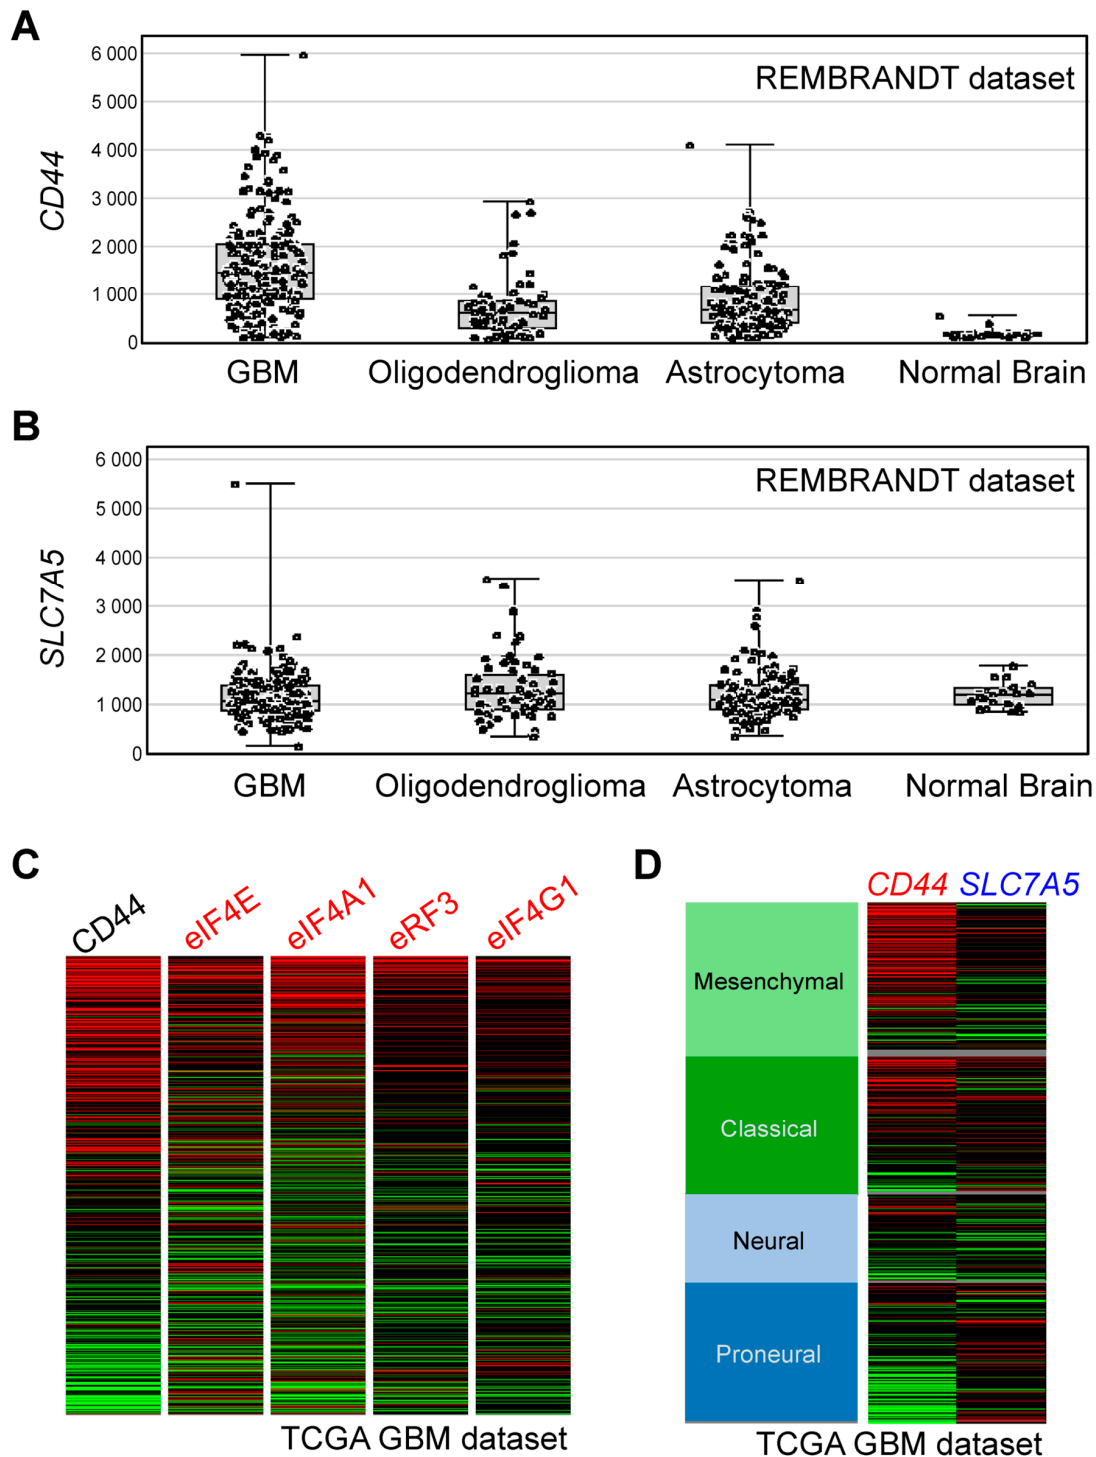 A
REMBRANDT dataset
CD44
6 000
5 000
4 000
3 000
2 000
1 000
0
GBM Oligodendroglioma Astrocytoma Normal Brain
B
REMBRANDT dataset
SLC7A5
6 000
5 000
4 000
3 000
2 000
1 000
0
GBM Oligodendroglioma Astrocytoma Normal Brain
C
CD44 eIF4E eIF4A1 eRF3 eIF4G1
TCGA GBM dataset
D
CD44 SLC7A5
Mesenchymal
Classical
Neural
Proneural
TCGA GBM dataset